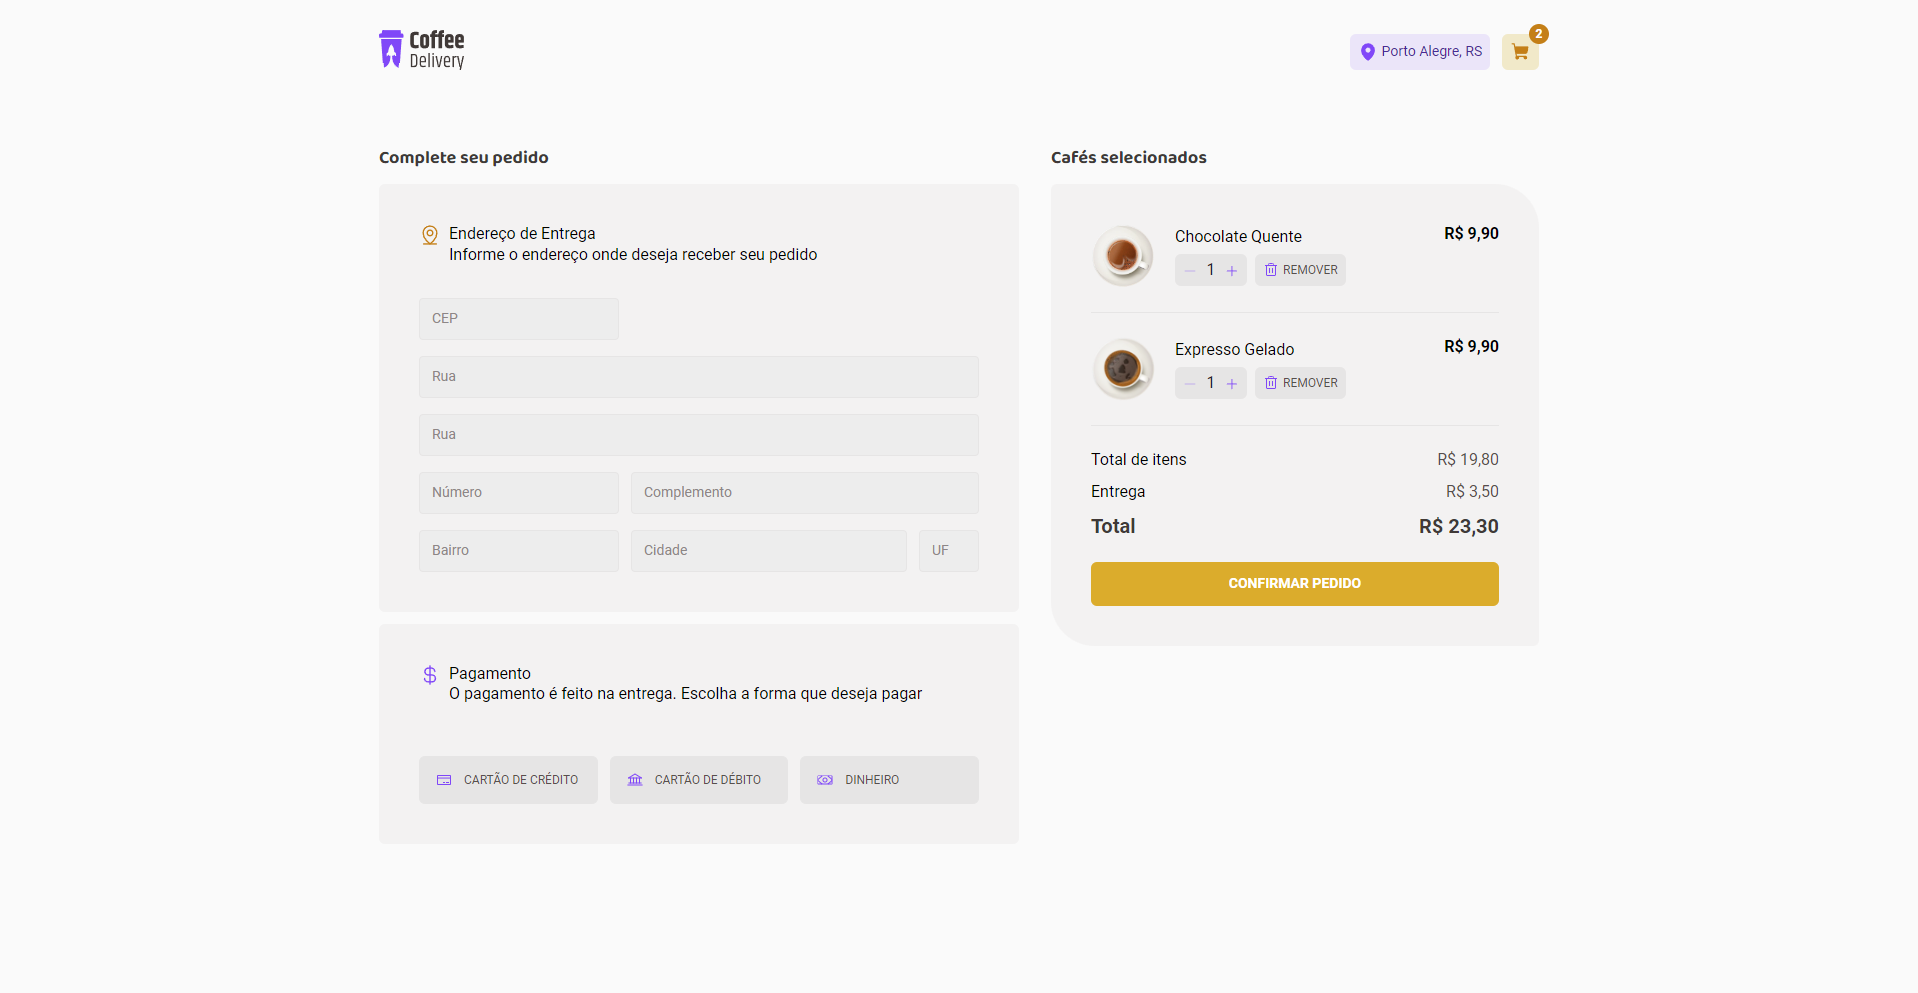 Coffee
Delivery
Porto Alegre, RS
2
Complete seu pedido
Endereço de Entrega
Informe o endereço onde deseja receber seu pedido
CEP
Rua
Rua
Número Complemento
Bairro Cidade UF
Pagamento
O pagamento é feito na entrega. Escolha a forma que deseja pagar
CARTÃO DE CRÉDITO CARTÃO DE DÉBITO DINHEIRO
Cafés selecionados
Chocolate Quente R$ 9,90
1 REMOVER
Expresso Gelado R$ 9,90
1 REMOVER
Total de itens R$ 19,80
Entrega R$ 3,50
Total R$ 23,30
CONFIRMAR PEDIDO